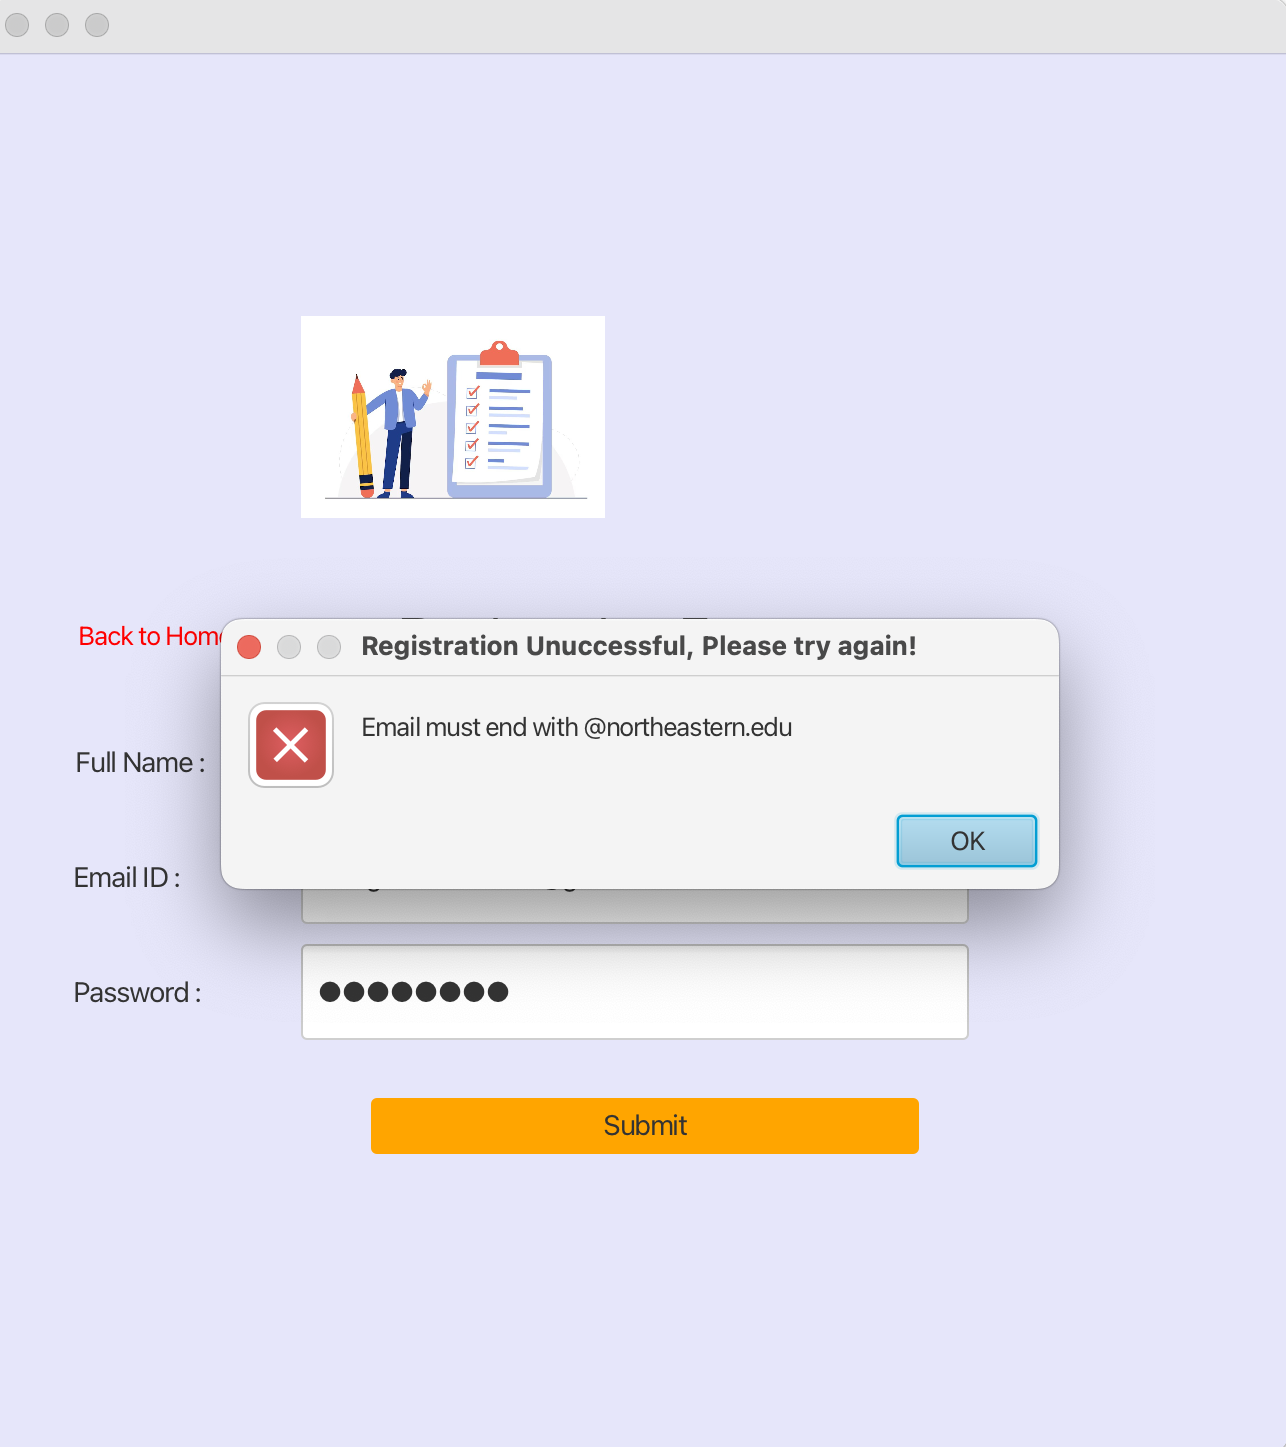 Back to Hom
Registration Unuccessful, Please try again!
Email must end with @northeastern.edu
OK
Full Name :
Email ID :
Password :
Submit